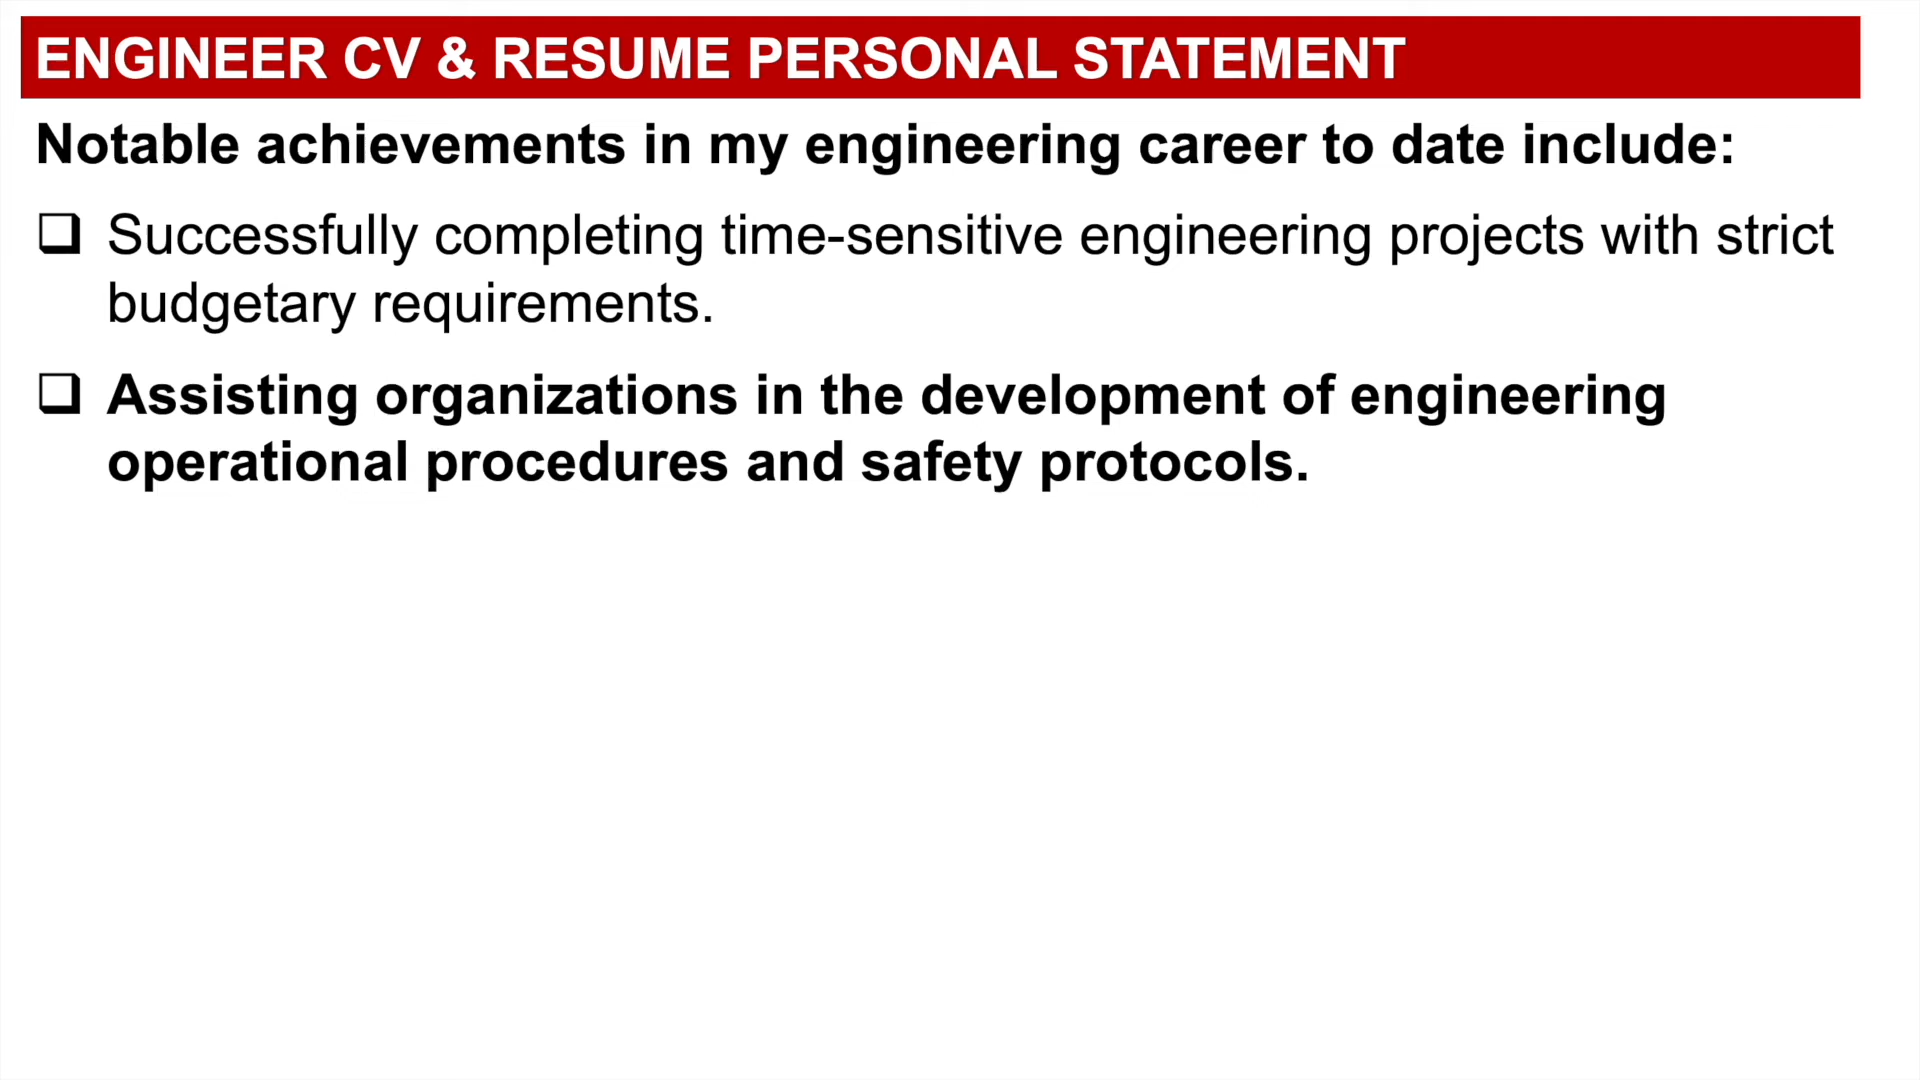 ENGINEER CV & RESUME PERSONAL STATEMENT
Notable achievements in my engineering career to date include:
❑ Successfully completing time-sensitive engineering projects with strict
budgetary requirements.
❑ Assisting organizations in the development of engineering
operational procedures and safety protocols.